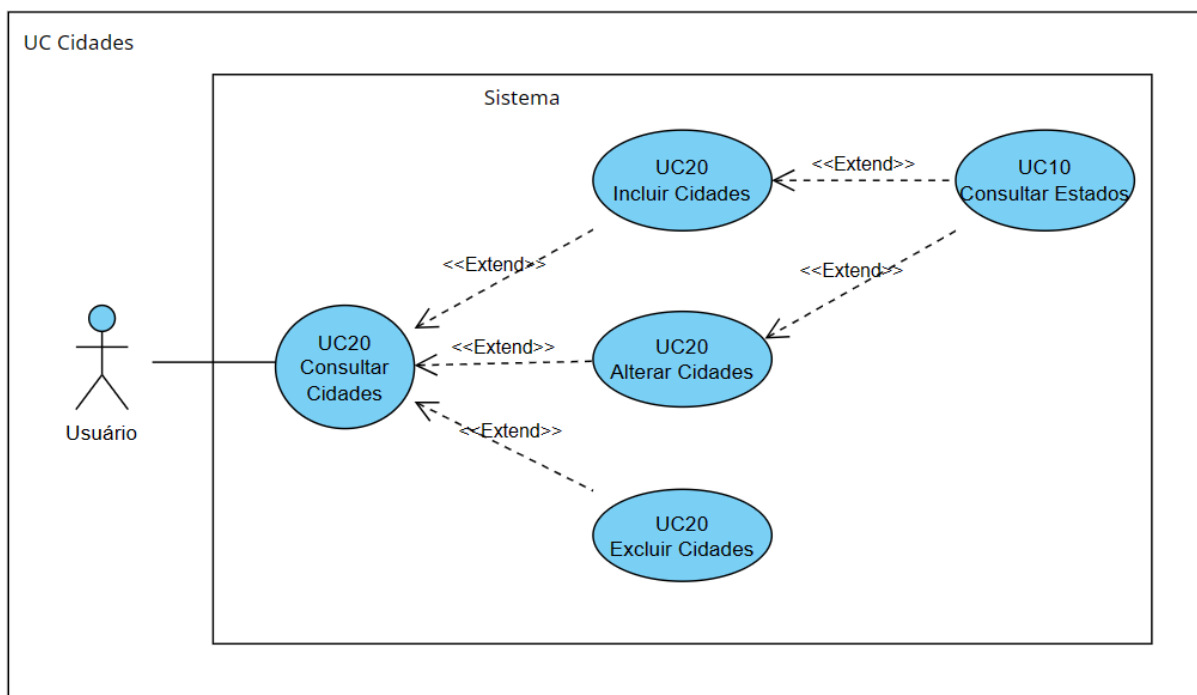 UC Cidades
Sistema
UC20
Incluir Cidades
<<Extend>>
UC10
Consultar Estados
<<Extend>>
<<Extend>>
UC20
Consultar
Cidades
<<Extend>>
UC20
Alterar Cidades
Usuário
<<Extend>>
UC20
Excluir Cidades